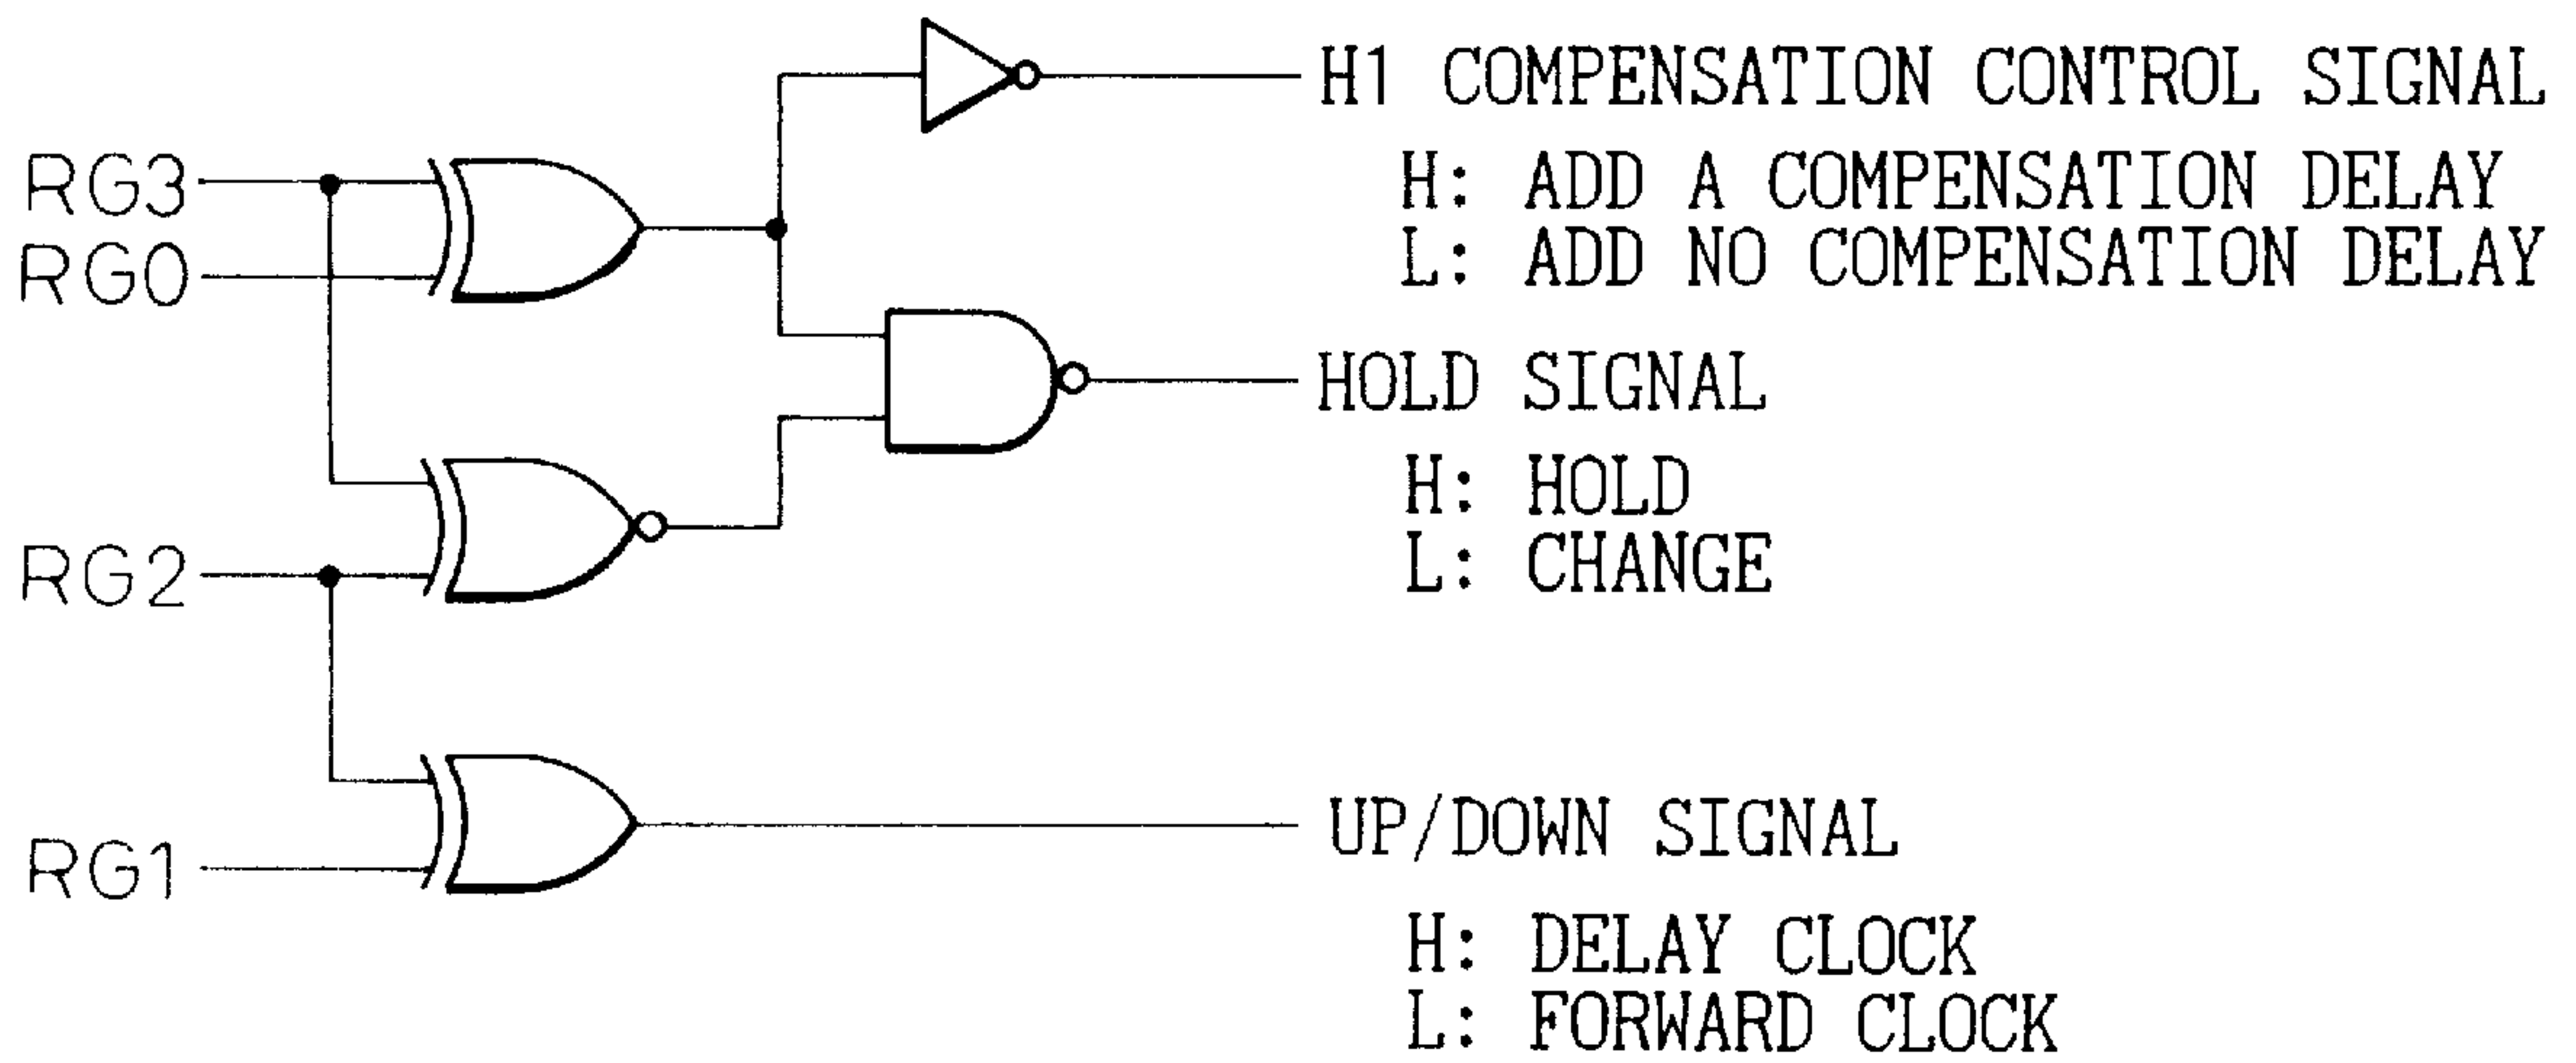 H1 COMPENSATION CONTROL SIGNAL
RG3
H: ADD A COMPENSATION DELAY
RG0
L: ADD NO COMPENSATION DELAY
HOLD SIGNAL
H: HOLD
RG2
L: CHANGE
UP/DOWN SIGNAL
RG1
H: DELAY CLOCK
L: FORWARD CLOCK